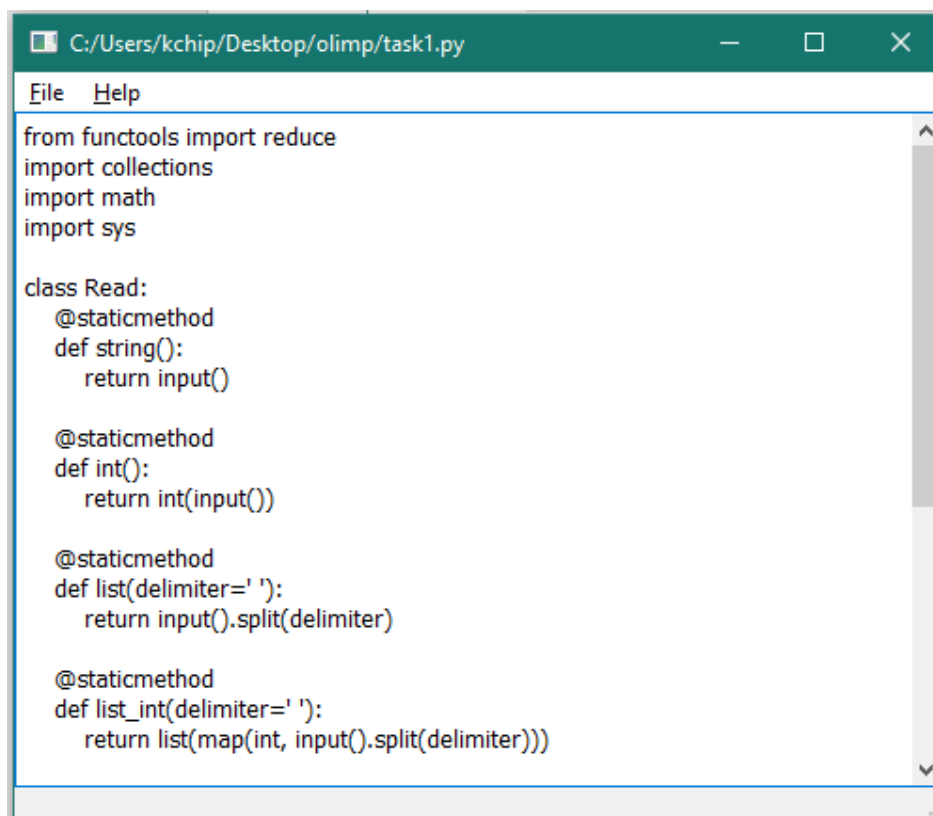 C:/Users/kchip/Desktop/olimp/task1.py
File Help
from functools import reduce
import collections
import math
import sys

class Read:
    @staticmethod
    def string():
        return input()

    @staticmethod
    def int():
        return int(input())

    @staticmethod
    def list(delimiter=' '):
        return input().split(delimiter)

    @staticmethod
    def list_int(delimiter=' '):
        return list(map(int, input().split(delimiter)))